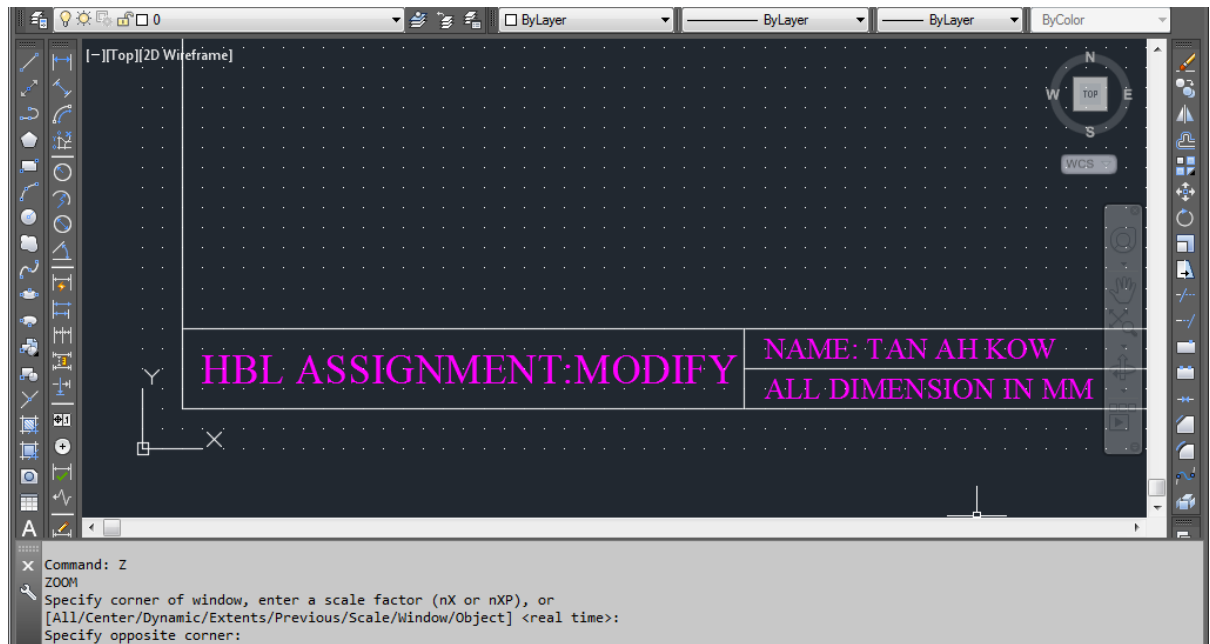 0 ByLayer ByLayer ByLayer ByColor
[−][Top][2D Wireframe]
N
W TOP E
S
WCS
HBL ASSIGNMENT:MODIFY
NAME: TAN AH KOW
ALL DIMENSION IN MM
Y
X
A
Command: Z
ZOOM
Specify corner of window, enter a scale factor (nX or nXP), or
[All/Center/Dynamic/Extents/Previous/Scale/Window/Object] <real time>:
Specify opposite corner: